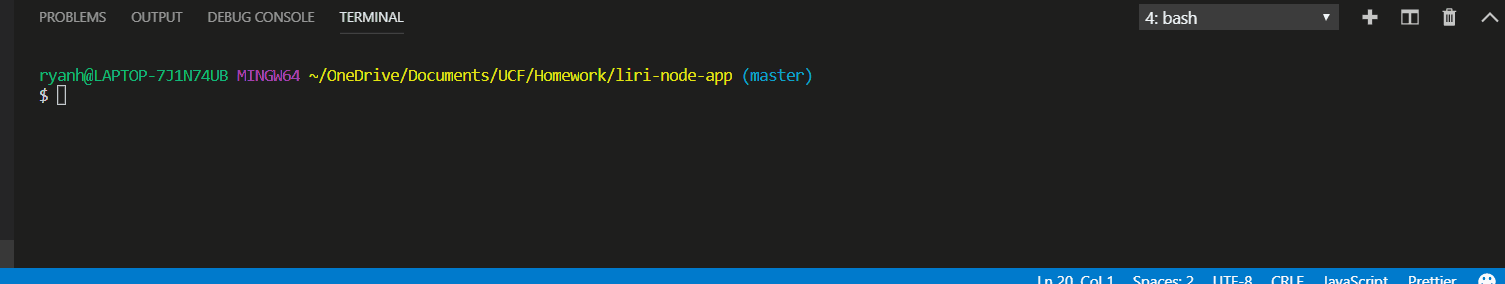 PROBLEMS OUTPUT DEBUG CONSOLE TERMINAL 4: bash
ryanh@LAPTOP-7J1N74UB MINGW64 ~/OneDrive/Documents/UCF/Homework/liri-node-app (master)
$
Ln 20, Col 1 Spaces: 2 UTF-8 CRLF JavaScript Prettier